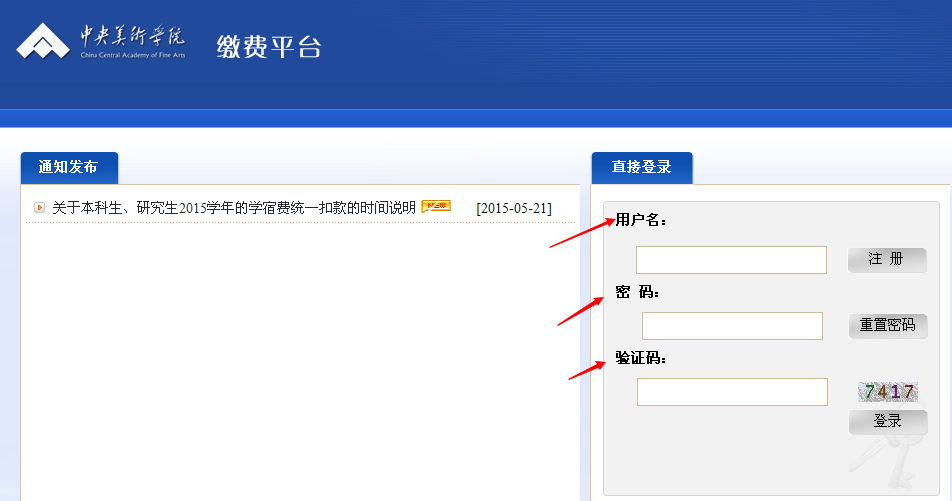 中央美術学院
China Central Academy of Fine Arts
缴费平台
通知发布
关于本科生、研究生2015学年的学宿费统一扣款的时间说明 NEW [2015-05-21]
直接登录
用户名：
注 册
密 码：
重置密码
验证码：
7417
登录